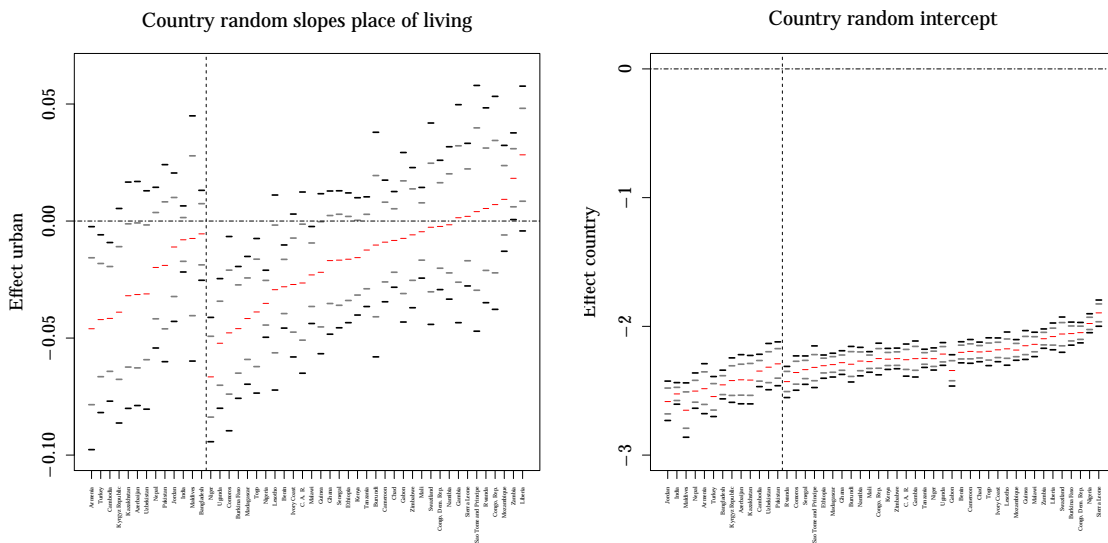 Country random slopes place of living
Effect urban
0.05
0.00
−0.05
−0.10
Armenia
Turkey
Cambodia
Kyrgyz Republic
Kazakhstan
Azerbaijan
Uzbekistan
Nepal
Pakistan
Jordan
India
Maldives
Bangladesh
Niger
Uganda
Comoros
Burkina Faso
Madagascar
Togo
Nigeria
Lesotho
Benin
Ivory Coast
C. A. R.
Malawi
Guinea
Ghana
Senegal
Ethiopia
Kenya
Tanzania
Burundi
Cameroon
Chad
Gabon
Zimbabwe
Mali
Swaziland
Congo Dem. Rep.
Namibia
Gambia
Sierra Leone
Sao Tome and Principe
Rwanda
Congo. Rep.
Mozambique
Zambia
Liberia
Country random intercept
Effect country
0
−1
−2
−3
Jordan
India
Maldives
Nepal
Armenia
Turkey
Bangladesh
Kyrgyz Republic
Azerbaijan
Kazakhstan
Cambodia
Uzbekistan
Pakistan
Rwanda
Comoros
Senegal
Sao Tome and Principe
Ethiopia
Madagascar
Ghana
Burundi
Namibia
Mali
Congo. Rep.
Kenya
Zimbabwe
C. A. R.
Gambia
Tanzania
Niger
Uganda
Gabon
Benin
Cameroon
Chad
Togo
Ivory Coast
Lesotho
Mozambique
Guinea
Malawi
Zambia
Liberia
Swaziland
Burkina Faso
Congo Dem. Rep.
Nigeria
Sierra Leone